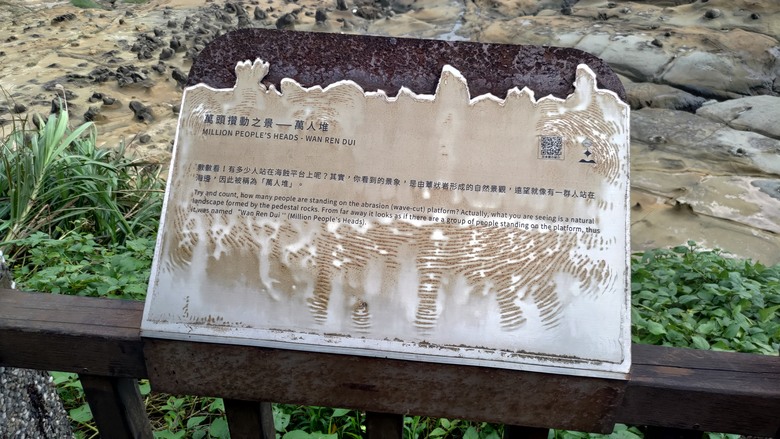 萬頭攢動之景——萬人堆
MILLION PEOPLE'S HEADS - WAN REN DUI
數數看！有多少人站在海蝕平台上呢？其實，你看到的景象，是由蕈狀岩形成的自然景觀，遠望就像有一群人站在
海邊，因此被稱為「萬人堆」。
Try and count, how many people are standing on the abrasion (wave-cut) platform? Actually, what you are seeing is a natural
landscape formed by the pedestal rocks. From far away it looks as if there are a group of people standing on the platform, thus
it was named "Wan Ren Dui "(Million People's Heads).